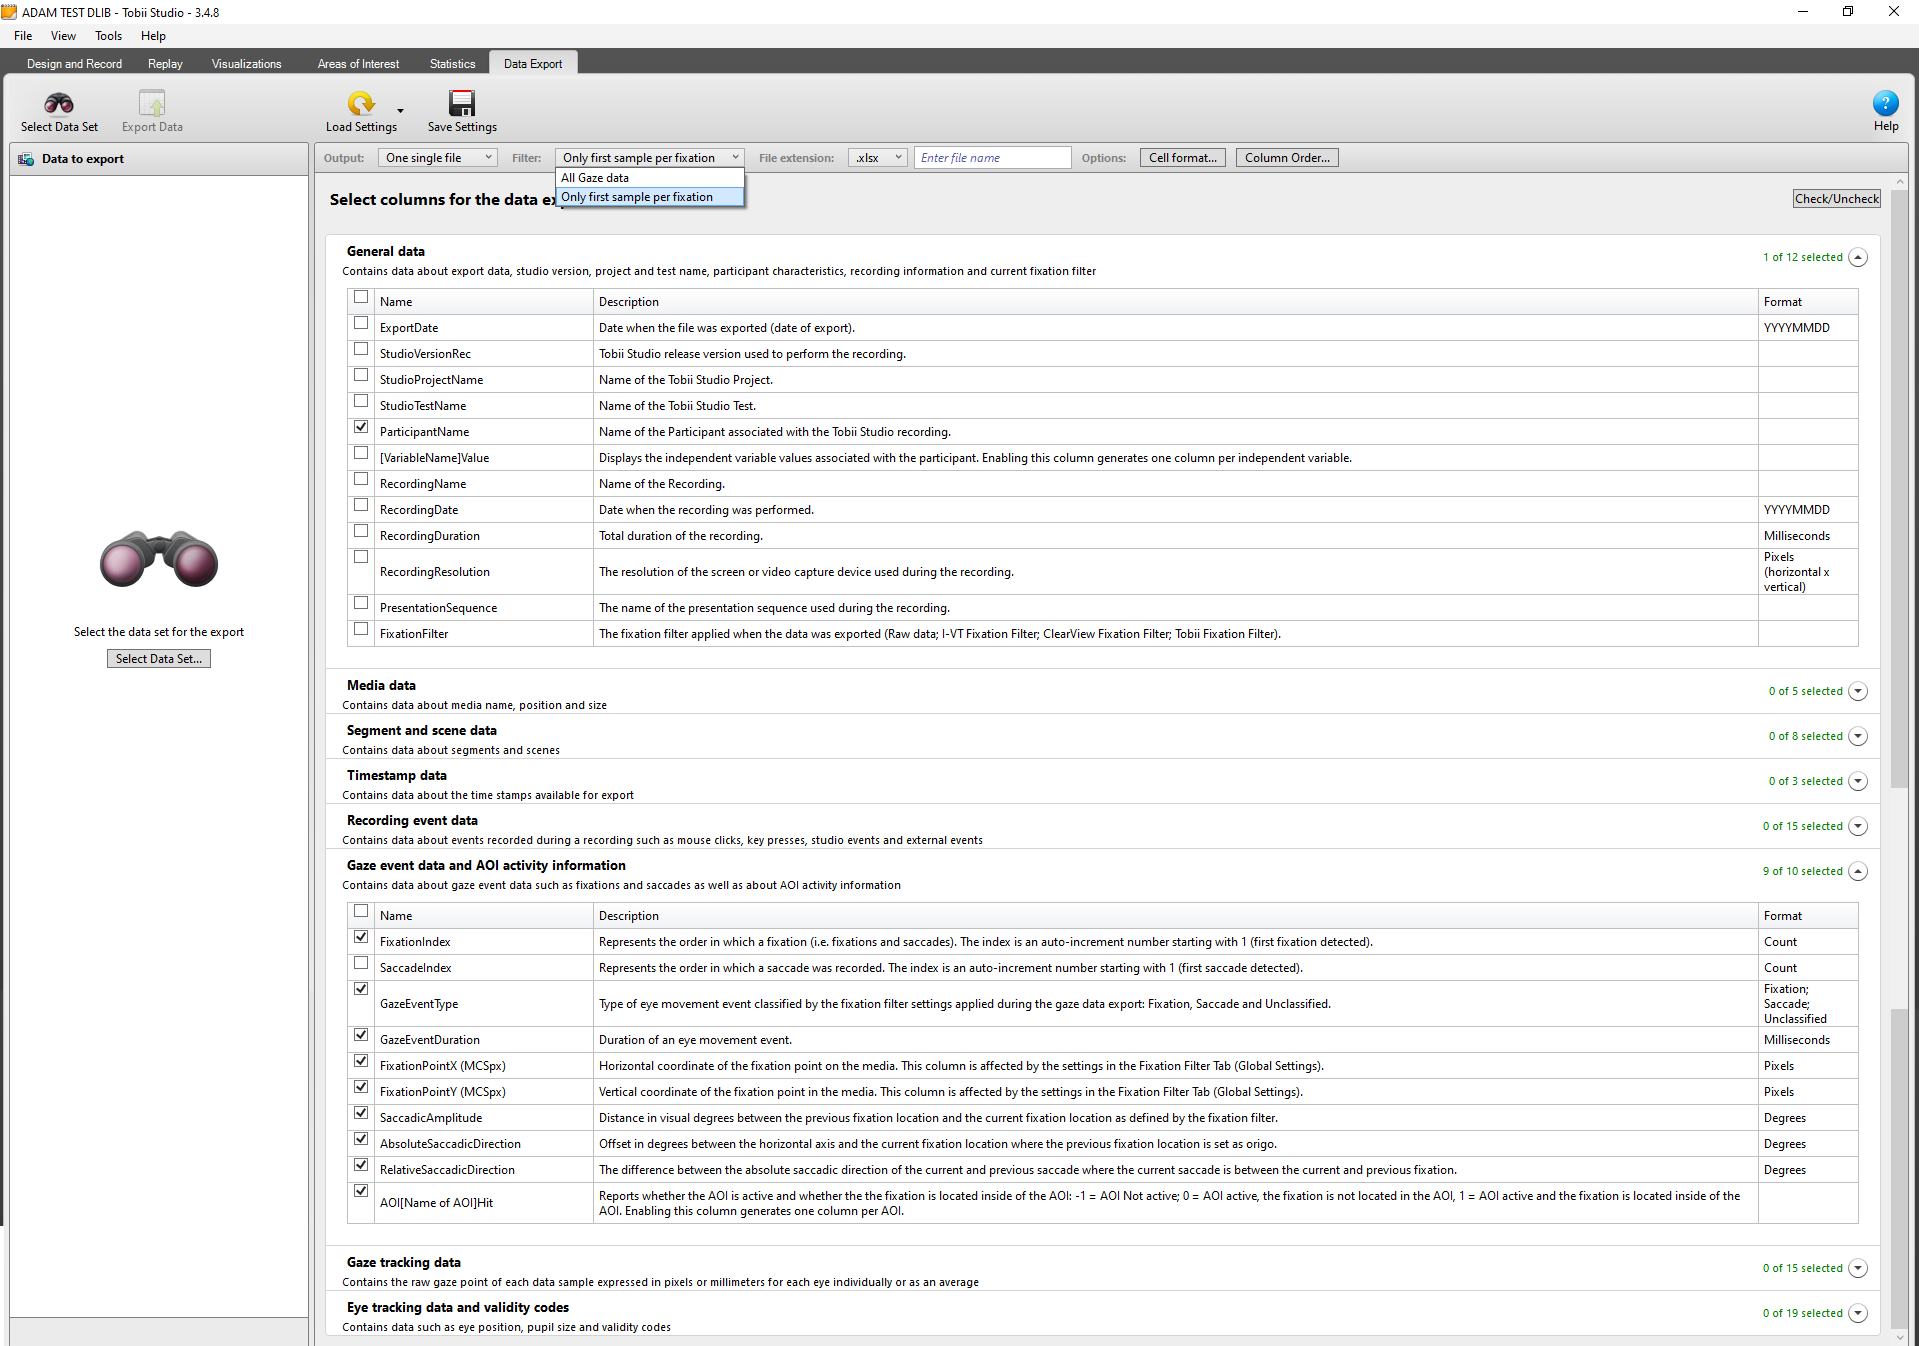 ADAM TEST DLIB - Tobii Studio - 3.4.8
File View Tools Help
Design and Record Replay Visualizations Areas of Interest Statistics Data Export
Select Data Set Export Data Load Settings Save Settings Help
Data to export
Output: One single file Filter: Only first sample per fixation File extension: .xlsx Enter file name Options: Cell format... Column Order...
All Gaze data
Only first sample per fixation
Select columns for the data ex
Check/Uncheck
General data
1 of 12 selected
Contains data about export data, studio version, project and test name, participant characteristics, recording information and current fixation filter
Name Description Format
ExportDate Date when the file was exported (date of export). YYYYMMDD
StudioVersionRec Tobii Studio release version used to perform the recording.
StudioProjectName Name of the Tobii Studio Project.
StudioTestName Name of the Tobii Studio Test.
ParticipantName Name of the Participant associated with the Tobii Studio recording.
[VariableName]Value Displays the independent variable values associated with the participant. Enabling this column generates one column per independent variable.
RecordingName Name of the Recording.
RecordingDate Date when the recording was performed. YYYYMMDD
RecordingDuration Total duration of the recording. Milliseconds
RecordingResolution The resolution of the screen or video capture device used during the recording. Pixels
(horizontal x
vertical)
PresentationSequence The name of the presentation sequence used during the recording.
FixationFilter The fixation filter applied when the data was exported (Raw data; I-VT Fixation Filter; ClearView Fixation Filter; Tobii Fixation Filter).
Select the data set for the export
Select Data Set...
Media data
0 of 5 selected
Contains data about media name, position and size
Segment and scene data
0 of 8 selected
Contains data about segments and scenes
Timestamp data
0 of 3 selected
Contains data about the time stamps available for export
Recording event data
0 of 15 selected
Contains data about events recorded during a recording such as mouse clicks, key presses, studio events and external events
Gaze event data and AOI activity information
9 of 10 selected
Contains data about gaze event data such as fixations and saccades as well as about AOI activity information
Name Description Format
FixationIndex Represents the order in which a fixation (i.e. fixations and saccades). The index is an auto-increment number starting with 1 (first fixation detected). Count
SaccadeIndex Represents the order in which a saccade was recorded. The index is an auto-increment number starting with 1 (first saccade detected). Count
GazeEventType Type of eye movement event classified by the fixation filter settings applied during the gaze data export: Fixation, Saccade and Unclassified. Fixation;
Saccade;
Unclassified
GazeEventDuration Duration of an eye movement event. Milliseconds
FixationPointX (MCSpx) Horizontal coordinate of the fixation point on the media. This column is affected by the settings in the Fixation Filter Tab (Global Settings). Pixels
FixationPointY (MCSpx) Vertical coordinate of the fixation point in the media. This column is affected by the settings in the Fixation Filter Tab (Global Settings). Pixels
SaccadicAmplitude Distance in visual degrees between the previous fixation location and the current fixation location as defined by the fixation filter. Degrees
AbsoluteSaccadicDirection Offset in degrees between the horizontal axis and the current fixation location where the previous fixation location is set as origo. Degrees
RelativeSaccadicDirection The difference between the absolute saccadic direction of the current and previous saccade where the current saccade is between the current and previous fixation. Degrees
AOI[Name of AOI]Hit Reports whether the AOI is active and whether the the fixation is located inside of the AOI: -1 = AOI Not active; 0 = AOI active, the fixation is not located in the AOI, 1 = AOI active and the fixation is located inside of the
AOI. Enabling this column generates one column per AOI.
Gaze tracking data
0 of 15 selected
Contains the raw gaze point of each data sample expressed in pixels or millimeters for each eye individually or as an average
Eye tracking data and validity codes
0 of 19 selected
Contains data such as eye position, pupil size and validity codes